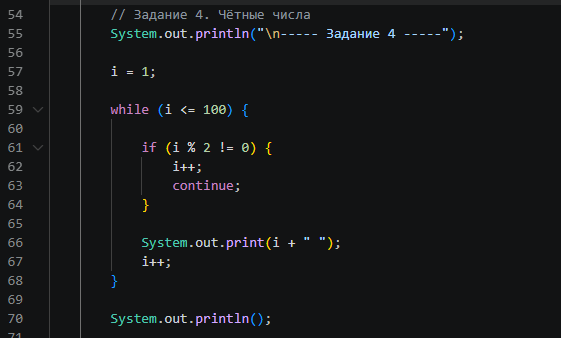 54 // Задание 4. Чётные числа
55 System.out.println("\n----- Задание 4 -----");
56
57 i = 1;
58
59 while (i <= 100) {
60
61 if (i % 2 != 0) {
62 i++;
63 continue;
64 }
65
66 System.out.print(i + " ");
67 i++;
68 }
69
70 System.out.println();
71